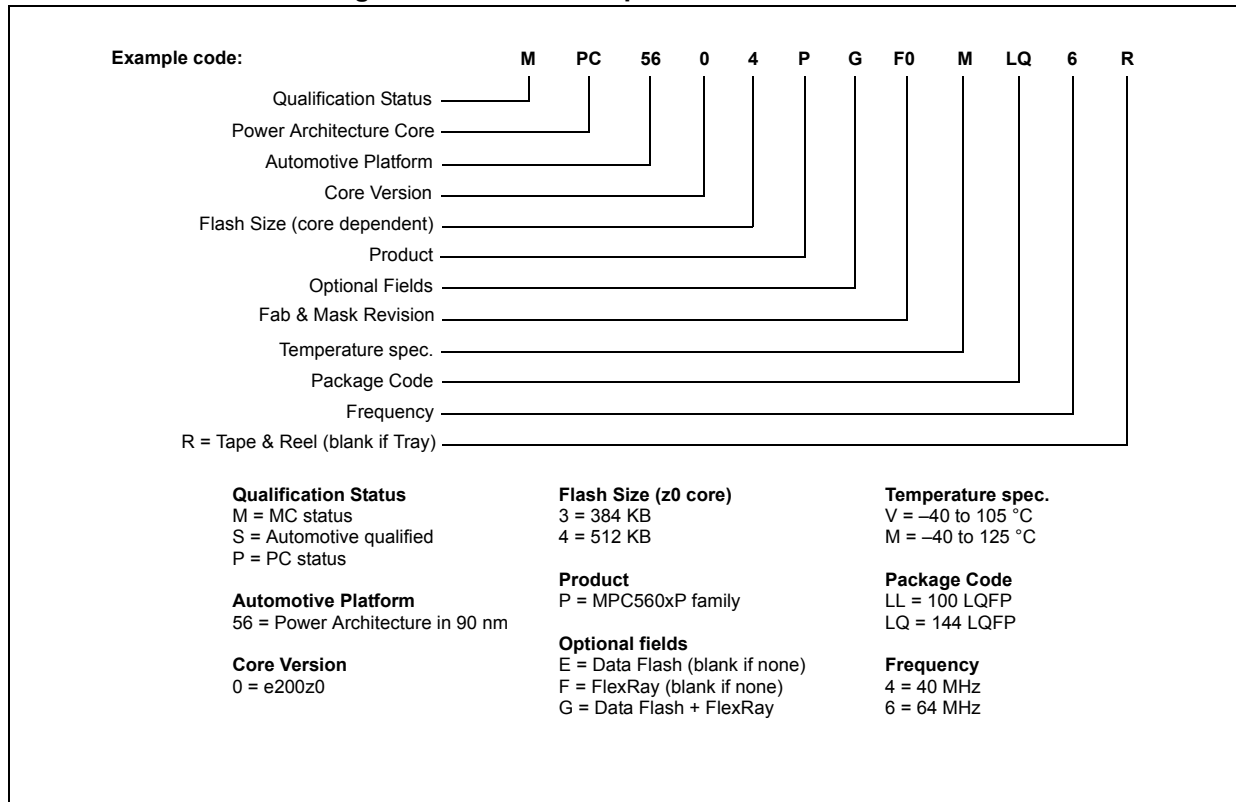 Example code: M PC 56 0 4 P G F0 M LQ 6 R
Qualification Status
Power Architecture Core
Automotive Platform
Core Version
Flash Size (core dependent)
Product
Optional Fields
Fab & Mask Revision
Temperature spec.
Package Code
Frequency
R = Tape & Reel (blank if Tray)
Qualification Status
M = MC status
S = Automotive qualified
P = PC status
Automotive Platform
56 = Power Architecture in 90 nm
Core Version
0 = e200z0
Flash Size (z0 core)
3 = 384 KB
4 = 512 KB
Product
P = MPC560xP family
Optional fields
E = Data Flash (blank if none)
F = FlexRay (blank if none)
G = Data Flash + FlexRay
Temperature spec.
V = –40 to 105 °C
M = –40 to 125 °C
Package Code
LL = 100 LQFP
LQ = 144 LQFP
Frequency
4 = 40 MHz
6 = 64 MHz